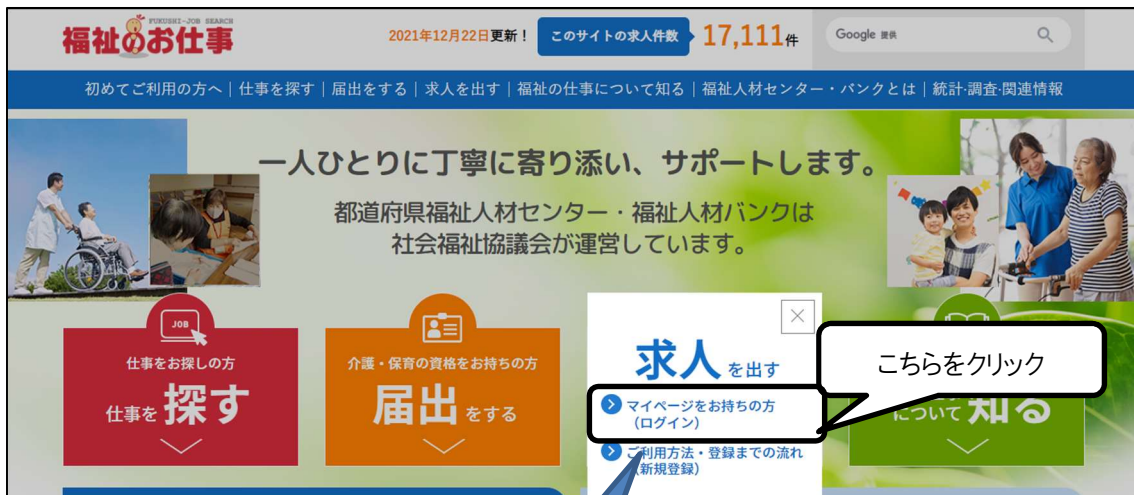 FUKUSHI-JOB SEARCH
福祉のお仕事
2021年12月22日更新！
このサイトの求人件数
17,111件
Google 提供
初めてご利用の方へ｜仕事を探す｜届出をする｜求人を出す｜福祉の仕事について知る｜福祉人材センター・バンクとは｜統計・調査・関連情報
一人ひとりに丁寧に寄り添い、サポートします。
都道府県福祉人材センター・福祉人材バンクは
社会福祉協議会が運営しています。
JOB
仕事をお探しの方
仕事を 探す
介護・保育の資格をお持ちの方
届出をする
求人を出す
マイページをお持ちの方
（ログイン）
ご利用方法・登録までの流れ
（新規登録）
こちらをクリック
について 知る